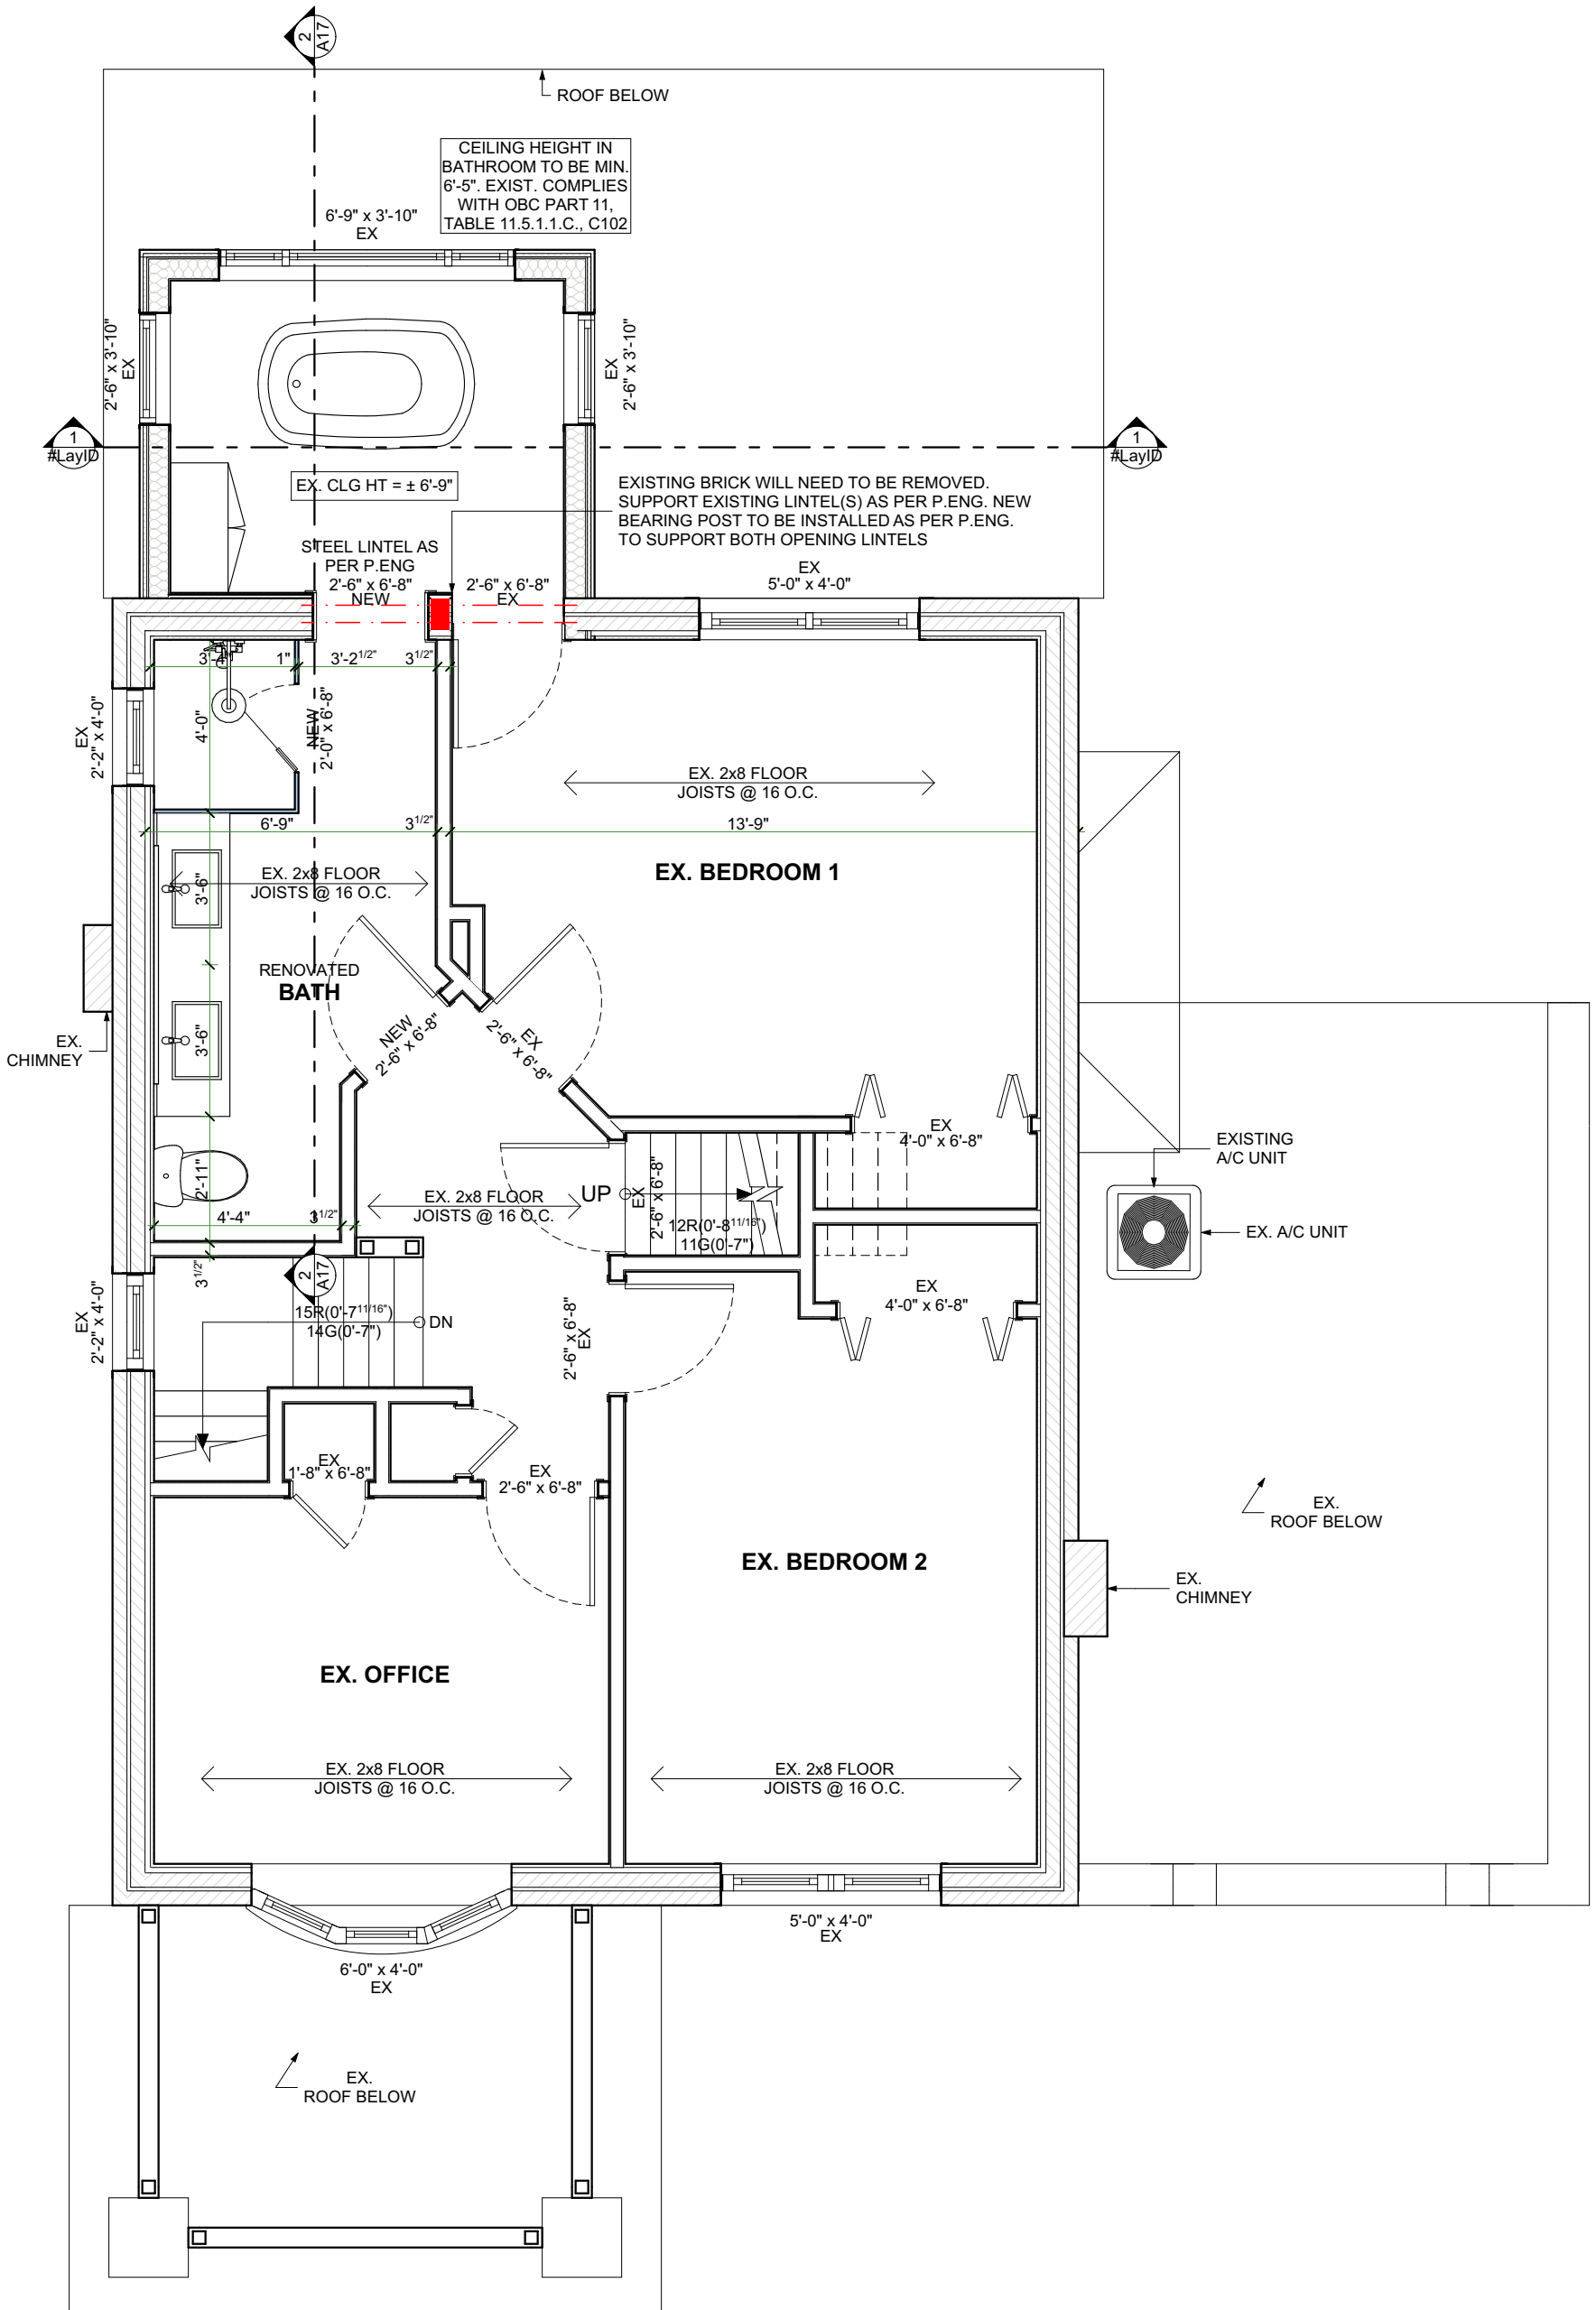 2
A17
ROOF BELOW
CEILING HEIGHT IN
BATHROOM TO BE MIN.
6'-5". EXIST. COMPLIES
WITH OBC PART 11,
TABLE 11.5.1.1.C., C102
6'-9" x 3'-10"
EX
2'-6" x 3'-10"
EX
EX
2'-6" x 3'-10"
1
#LayID
1
#LayID
EX. CLG HT = ± 6'-9"
EXISTING BRICK WILL NEED TO BE REMOVED.
SUPPORT EXISTING LINTEL(S) AS PER P.ENG. NEW
BEARING POST TO BE INSTALLED AS PER P.ENG.
TO SUPPORT BOTH OPENING LINTELS
STEEL LINTEL AS
PER P.ENG
2'-6" x 6'-8"
NEW
2'-6" x 6'-8"
EX
EX
5'-0" x 4'-0"
3'-4"
1"
3'-2 1/2"
3 1/2"
4'-0"
NEW
2'-0" x 6'-8"
EX
2'-2" x 4'-0"
EX. 2x8 FLOOR
JOISTS @ 16 O.C.
6'-9"
3 1/2"
13'-9"
EX. 2x8 FLOOR
JOISTS @ 16 O.C.
3'-6"
EX. BEDROOM 1
RENOVATED
BATH
NEW
2'-6" x 6'-8"
EX
2'-6" x 6'-8"
3'-6"
EX.
CHIMNEY
EX
4'-0" x 6'-8"
EXISTING
A/C UNIT
EX. A/C UNIT
2'-11"
EX. 2x8 FLOOR
JOISTS @ 16 O.C.
UP
EX
2'-6" x 6'-8"
12R(0'-8 11/16")
11G(0'-7")
4'-4"
3 1/2"
3 1/2"
2
A17
EX
4'-0" x 6'-8"
EX
2'-2" x 4'-0"
15R(0'-7 11/16")
14G(0'-7")
DN
2'-6" x 6'-8"
EX
EX
1'-8" x 6'-8"
EX
2'-6" x 6'-8"
EX.
ROOF BELOW
EX. BEDROOM 2
EX.
CHIMNEY
EX. OFFICE
EX. 2x8 FLOOR
JOISTS @ 16 O.C.
EX. 2x8 FLOOR
JOISTS @ 16 O.C.
5'-0" x 4'-0"
EX
6'-0" x 4'-0"
EX
EX.
ROOF BELOW